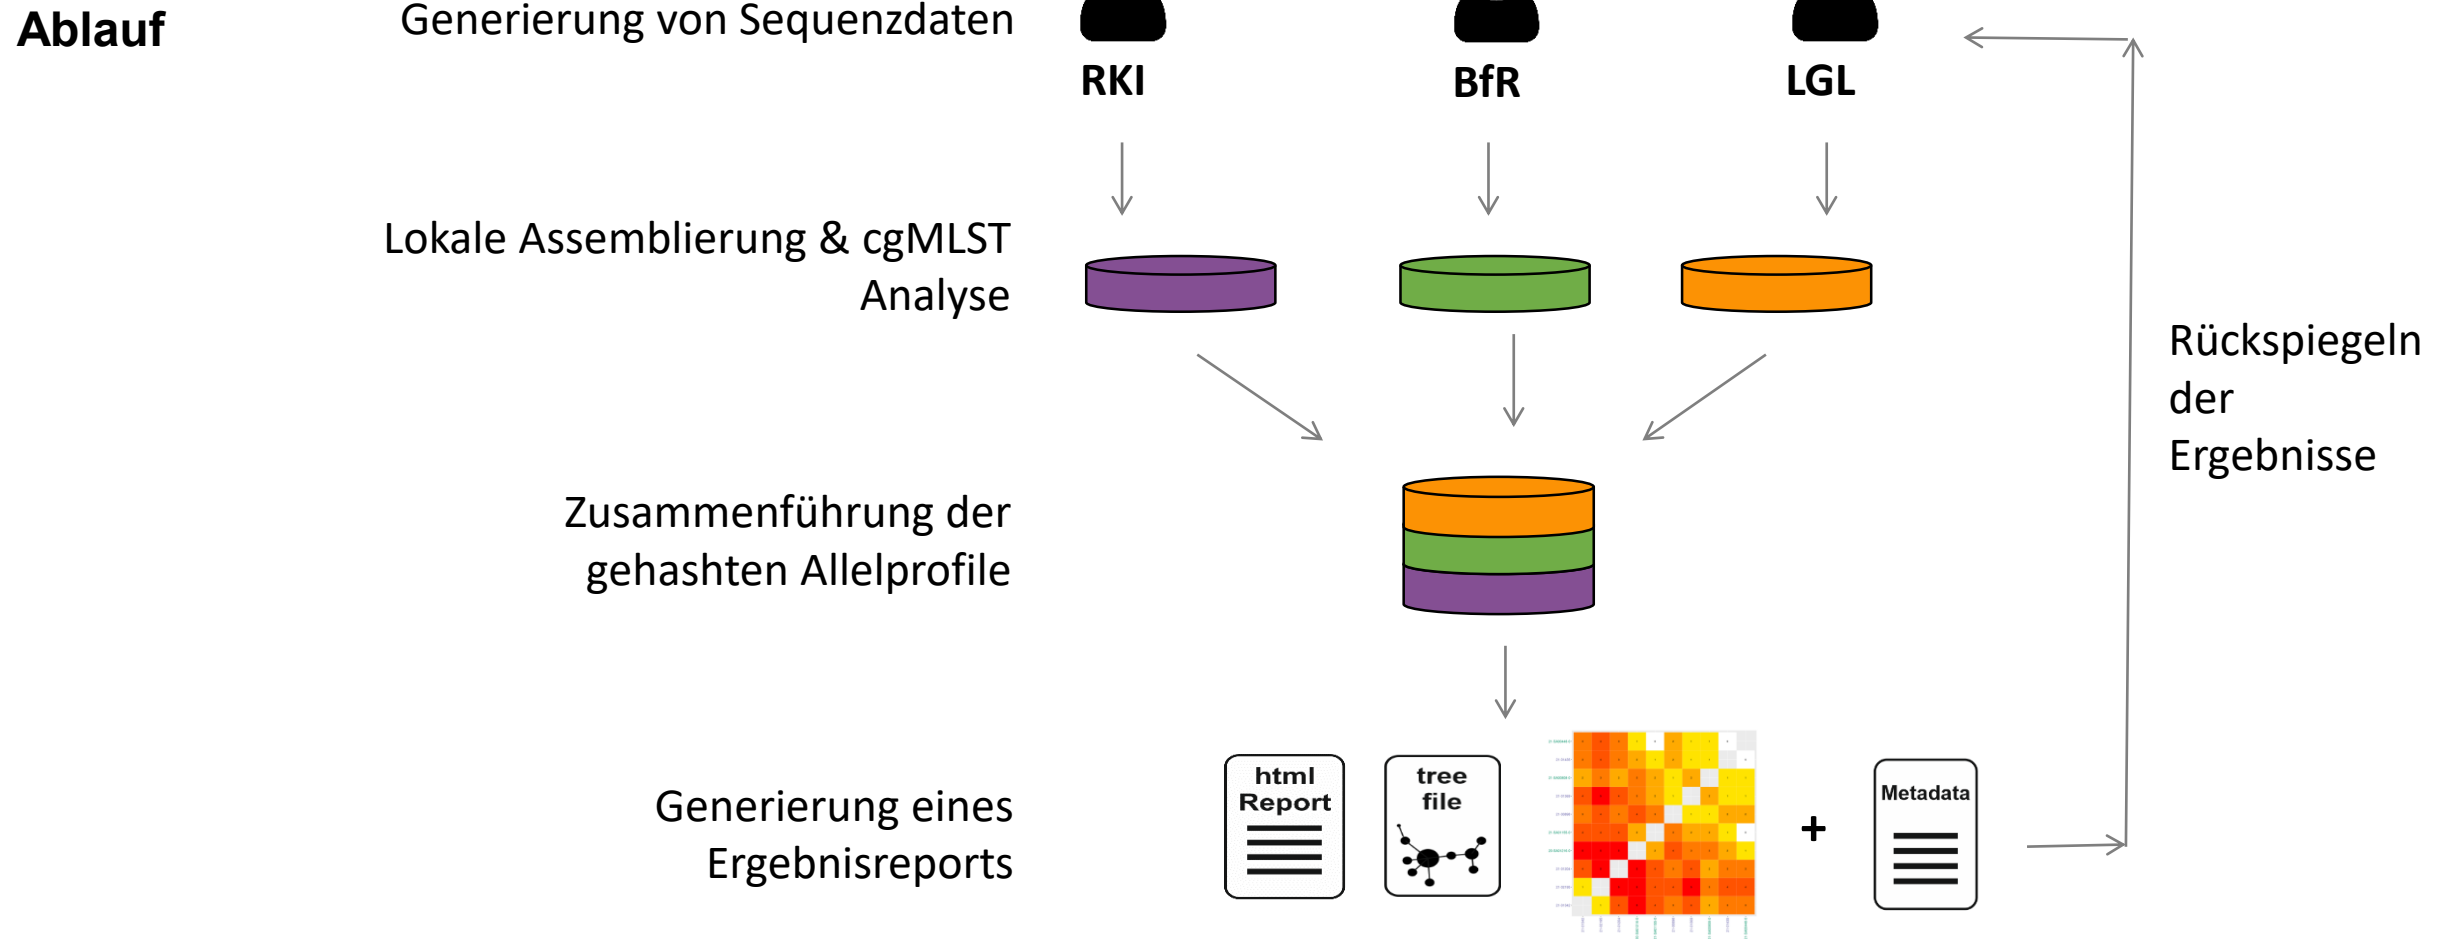 Ablauf
Generierung von Sequenzdaten
RKI
BfR
LGL
Lokale Assemblierung & cgMLST
Analyse
Rückspiegeln
der
Ergebnisse
Zusammenführung der
gehashten Allelprofile
Generierung eines
Ergebnisreports
html
Report
tree
file
+
Metadata